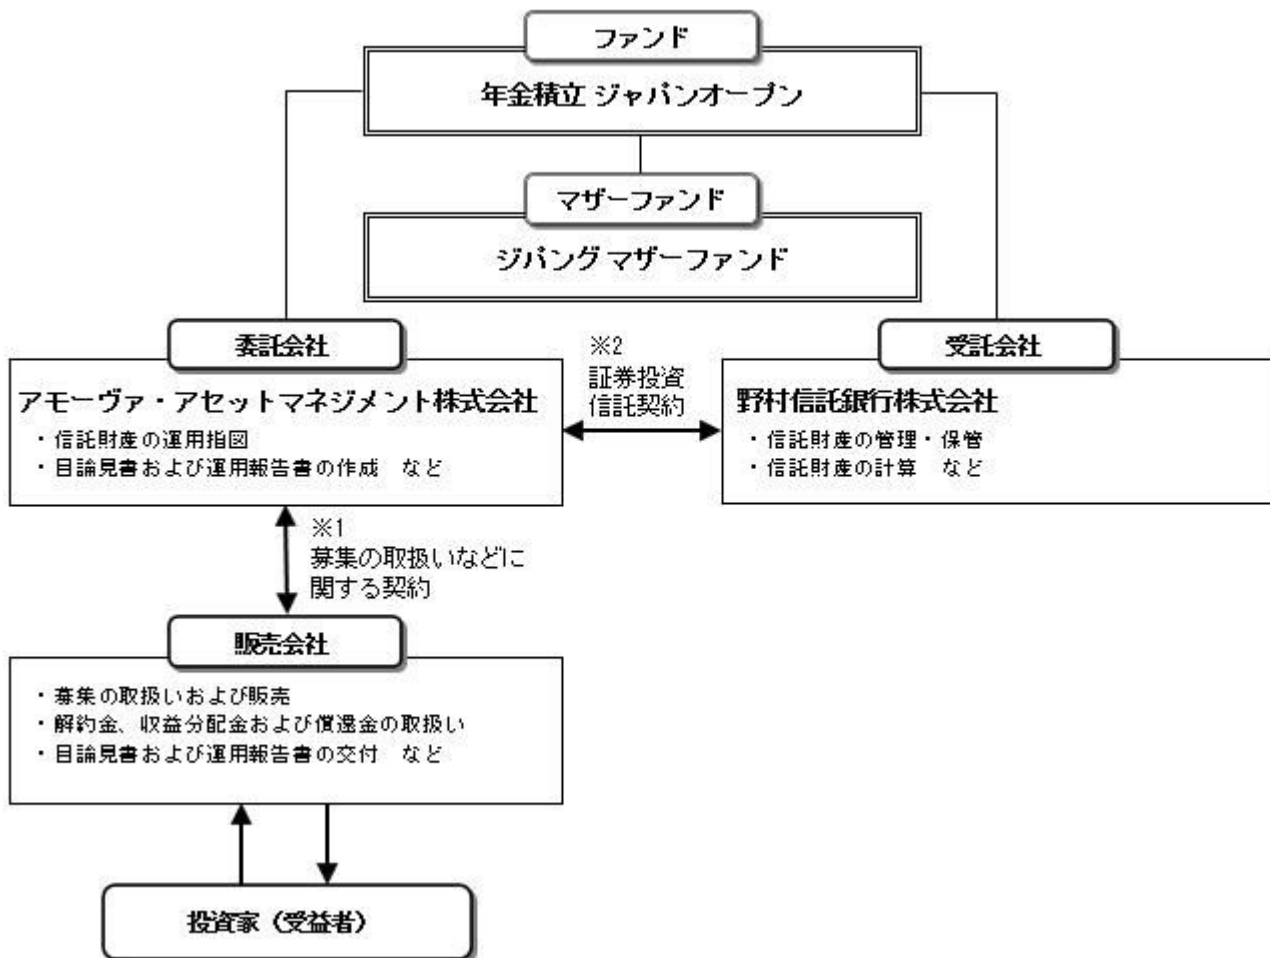 ファンド
年金積立 ジャパンオープン
マザーファンド
ジパング マザーファンド
委託会社
アモーヴァ・アセットマネジメント株式会社
・信託財産の運用指図
・目論見書および運用報告書の作成　など
※2
証券投資
信託契約
受託会社
野村信託銀行株式会社
・信託財産の管理・保管
・信託財産の計算　など
※1
募集の取扱いなどに
関する契約
販売会社
・募集の取扱いおよび販売
・解約金、収益分配金および償還金の取扱い
・目論見書および運用報告書の交付　など
投資家（受益者）